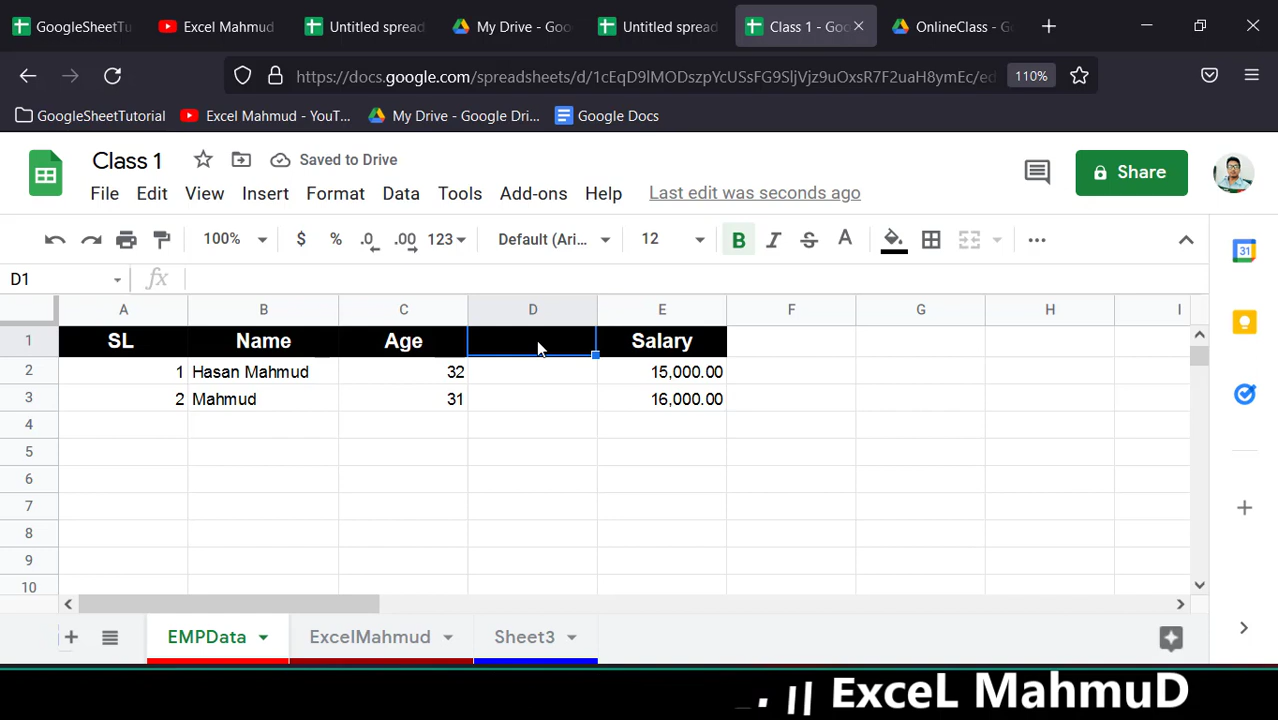 GoogleSheetTu
Excel Mahmud
Untitled spread
My Drive - Goo
Untitled spread
Class 1 - Goo
OnlineClass - Go
https://docs.google.com/spreadsheets/d/1cEqD9lMODszpYcUSsFG9SljVjz9uOxsR7F2uaH8ymEc/ed
110%
GoogleSheetTutorial
Excel Mahmud - YouT...
My Drive - Google Dri...
Google Docs
Class 1
Saved to Drive
Share
File Edit View Insert Format Data Tools Add-ons Help Last edit was seconds ago
100% $ % .0 .00 123 Default (Ari... 12 B I S A
D1 fx
A B C D E F G H I
1 SL Name Age Salary
2 1 Hasan Mahmud 32 15,000.00
3 2 Mahmud 31 16,000.00
4
5
6
7
8
9
10
EMPData ExcelMahmud Sheet3
31
. || ExceL MahmuD